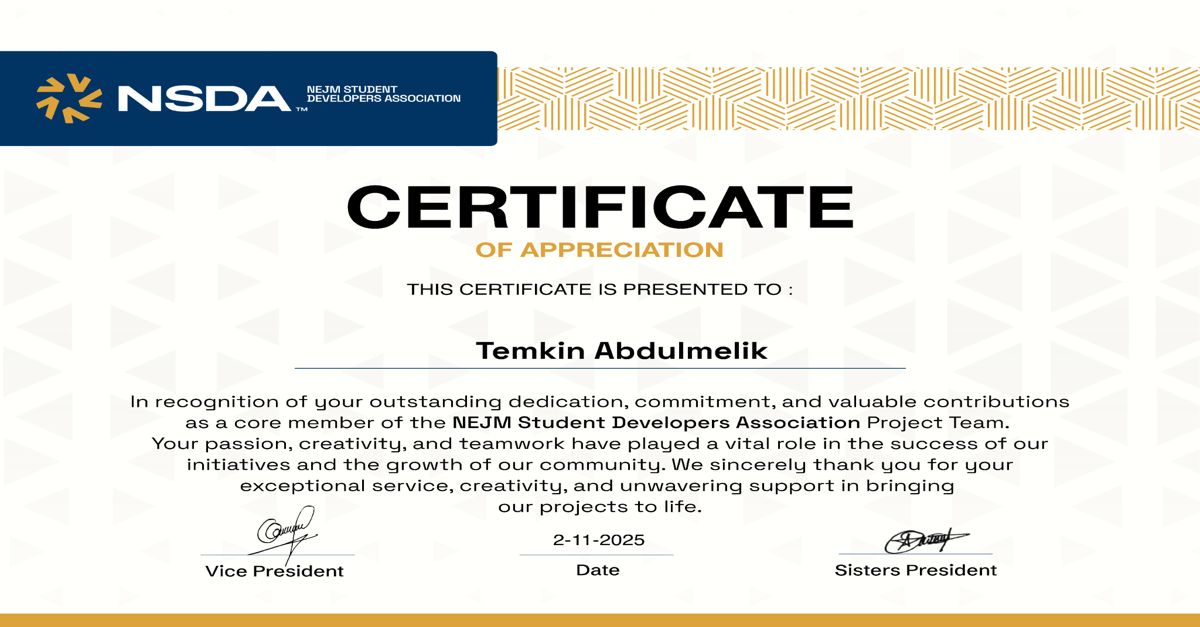 NSDA™
NEJM STUDENT
DEVELOPERS ASSOCIATION
CERTIFICATE
OF APPRECIATION
THIS CERTIFICATE IS PRESENTED TO :
Temkin Abdulmelik
In recognition of your outstanding dedication, commitment, and valuable contributions
as a core member of the NEJM Student Developers Association Project Team.
Your passion, creativity, and teamwork have played a vital role in the success of our
initiatives and the growth of our community. We sincerely thank you for your
exceptional service, creativity, and unwavering support in bringing
our projects to life.
2-11-2025
Vice President
Date
Sisters President